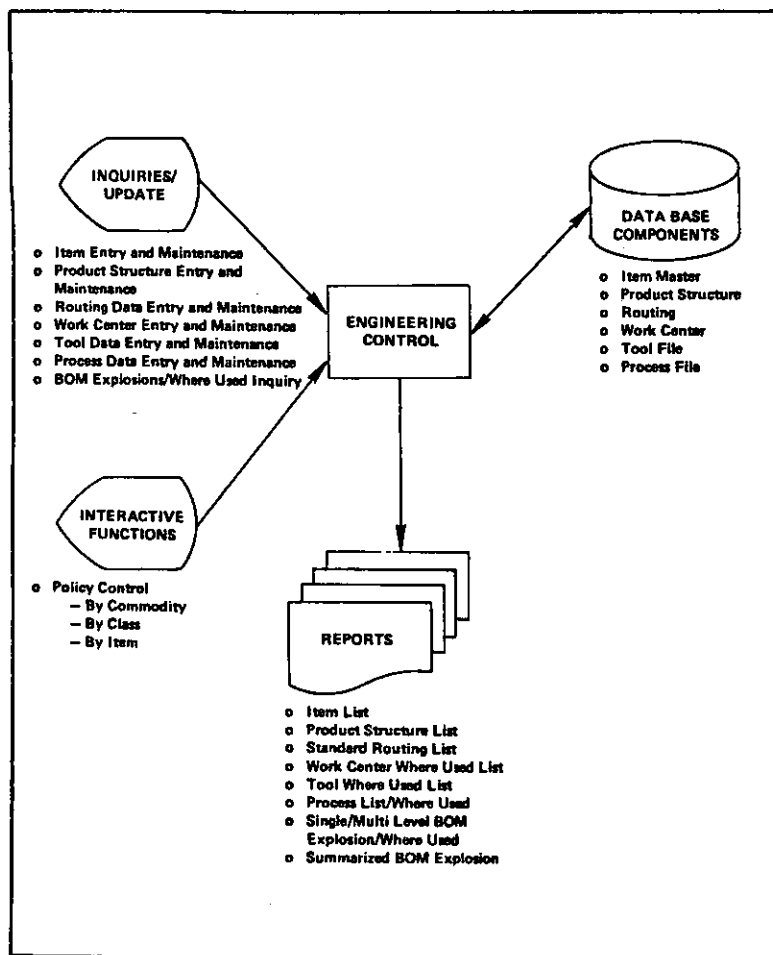 INQUIRIES/
UPDATE
o Item Entry and Maintenance
o Product Structure Entry and
Maintenance
o Routing Data Entry and Maintenance
o Work Center Entry and Maintenance
o Tool Data Entry and Maintenance
o Process Data Entry and Maintenance
o BOM Explosions/Where Used Inquiry
ENGINEERING
CONTROL
DATA BASE
COMPONENTS
o Item Master
o Product Structure
o Routing
o Work Center
o Tool File
o Process File
INTERACTIVE
FUNCTIONS
o Policy Control
– By Commodity
– By Class
– By Item
REPORTS
o Item List
o Product Structure List
o Standard Routing List
o Work Center Where Used List
o Tool Where Used List
o Process List/Where Used
o Single/Multi Level BOM
Explosion/Where Used
o Summarized BOM Explosion